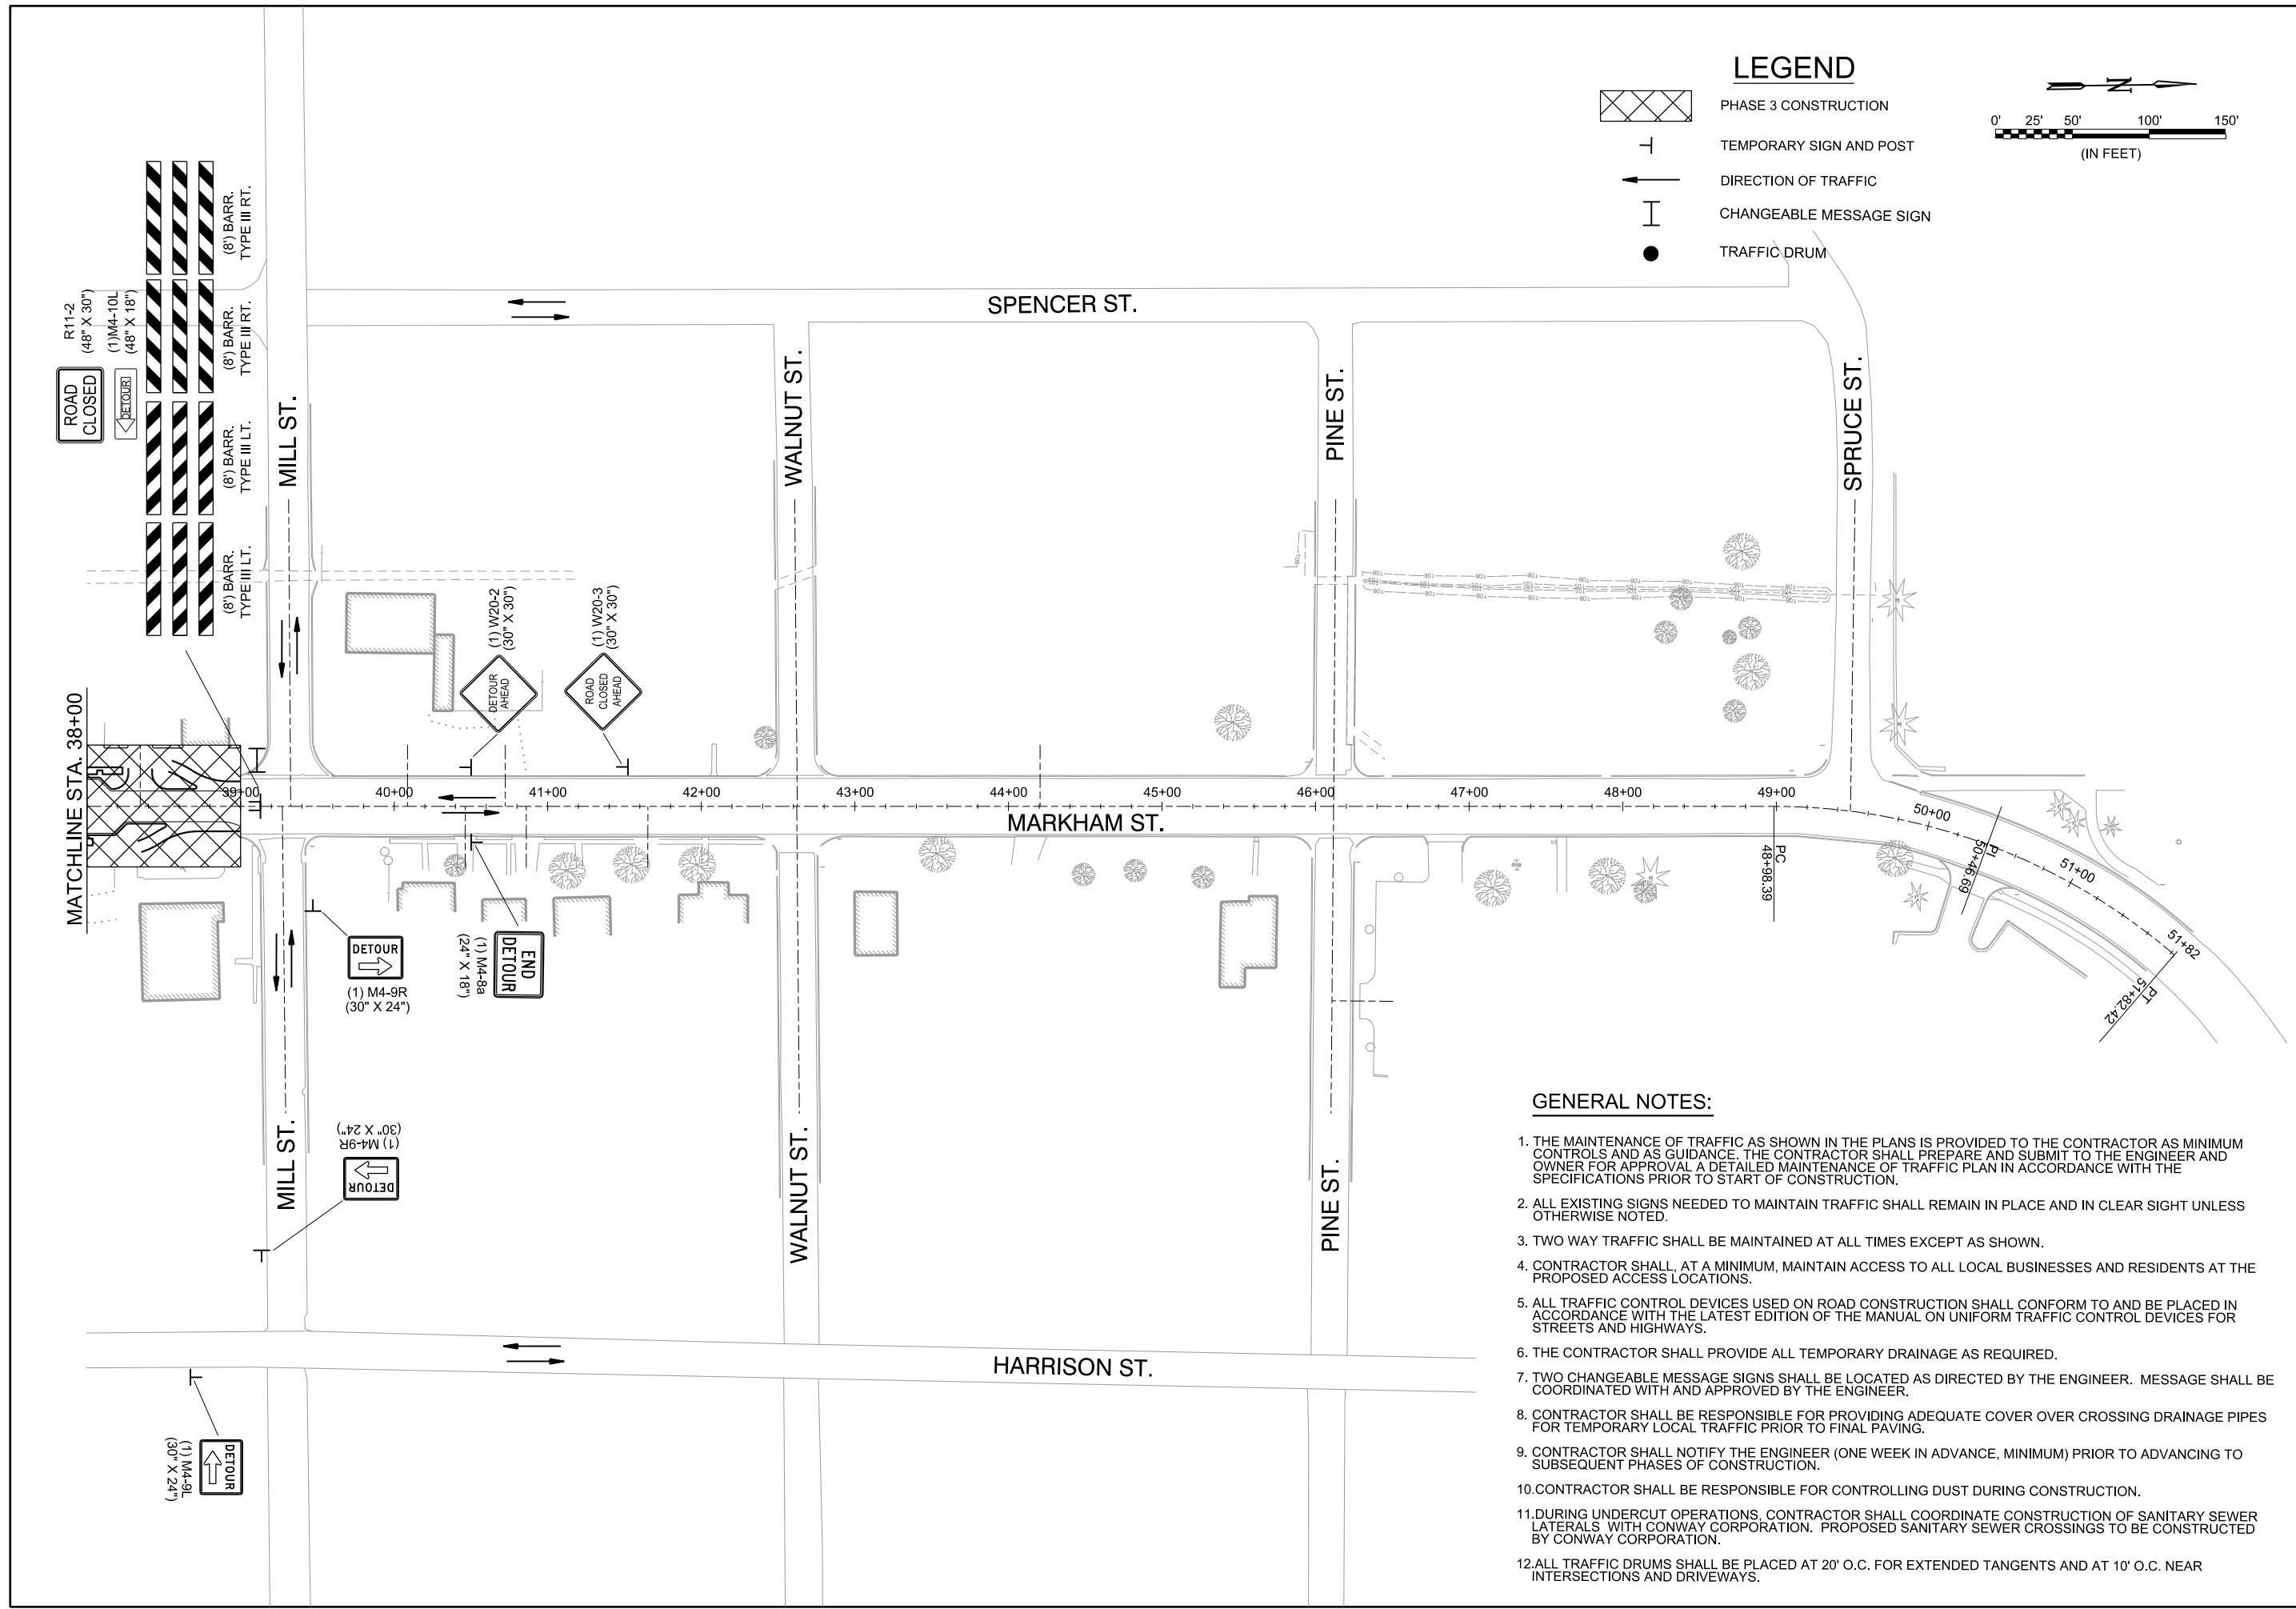 LEGEND
PHASE 3 CONSTRUCTION
TEMPORARY SIGN AND POST
DIRECTION OF TRAFFIC
CHANGEABLE MESSAGE SIGN
TRAFFIC DRUM
N
0' 25' 50' 100' 150'
(IN FEET)
R11-2
(48" X 30")
(1)M4-10L
(48" X 18")
ROAD
CLOSED
DETOUR
(8') BARR.
TYPE III RT.
(8') BARR.
TYPE III RT.
(8') BARR.
TYPE III LT.
(8') BARR.
TYPE III LT.
SPENCER ST.
MILL ST.
WALNUT ST.
PINE ST.
SPRUCE ST.
(1) W20-2
(30" X 30")
DETOUR
AHEAD
(1) W20-3
(30" X 30")
ROAD
CLOSED
AHEAD
MATCHLINE STA. 38+00
39+00 40+00 41+00 42+00 43+00 44+00 45+00 46+00 47+00 48+00 49+00
50+00
51+00
51+82
MARKHAM ST.
PC
48+98.39
PI
50+46.69
PT
51+82.42
DETOUR
(1) M4-9R
(30" X 24")
END
DETOUR
(1) M4-8a
(24" X 18")
(1) M4-9R
(30" X 24")
DETOUR
MILL ST.
WALNUT ST.
PINE ST.
HARRISON ST.
DETOUR
(1) M4-9L
(30" X 24")
GENERAL NOTES:
1. THE MAINTENANCE OF TRAFFIC AS SHOWN IN THE PLANS IS PROVIDED TO THE CONTRACTOR AS MINIMUM
CONTROLS AND AS GUIDANCE. THE CONTRACTOR SHALL PREPARE AND SUBMIT TO THE ENGINEER AND
OWNER FOR APPROVAL A DETAILED MAINTENANCE OF TRAFFIC PLAN IN ACCORDANCE WITH THE
SPECIFICATIONS PRIOR TO START OF CONSTRUCTION.
2. ALL EXISTING SIGNS NEEDED TO MAINTAIN TRAFFIC SHALL REMAIN IN PLACE AND IN CLEAR SIGHT UNLESS
OTHERWISE NOTED.
3. TWO WAY TRAFFIC SHALL BE MAINTAINED AT ALL TIMES EXCEPT AS SHOWN.
4. CONTRACTOR SHALL, AT A MINIMUM, MAINTAIN ACCESS TO ALL LOCAL BUSINESSES AND RESIDENTS AT THE
PROPOSED ACCESS LOCATIONS.
5. ALL TRAFFIC CONTROL DEVICES USED ON ROAD CONSTRUCTION SHALL CONFORM TO AND BE PLACED IN
ACCORDANCE WITH THE LATEST EDITION OF THE MANUAL ON UNIFORM TRAFFIC CONTROL DEVICES FOR
STREETS AND HIGHWAYS.
6. THE CONTRACTOR SHALL PROVIDE ALL TEMPORARY DRAINAGE AS REQUIRED.
7. TWO CHANGEABLE MESSAGE SIGNS SHALL BE LOCATED AS DIRECTED BY THE ENGINEER. MESSAGE SHALL BE
COORDINATED WITH AND APPROVED BY THE ENGINEER.
8. CONTRACTOR SHALL BE RESPONSIBLE FOR PROVIDING ADEQUATE COVER OVER CROSSING DRAINAGE PIPES
FOR TEMPORARY LOCAL TRAFFIC PRIOR TO FINAL PAVING.
9. CONTRACTOR SHALL NOTIFY THE ENGINEER (ONE WEEK IN ADVANCE, MINIMUM) PRIOR TO ADVANCING TO
SUBSEQUENT PHASES OF CONSTRUCTION.
10.CONTRACTOR SHALL BE RESPONSIBLE FOR CONTROLLING DUST DURING CONSTRUCTION.
11.DURING UNDERCUT OPERATIONS, CONTRACTOR SHALL COORDINATE CONSTRUCTION OF SANITARY SEWER
LATERALS WITH CONWAY CORPORATION. PROPOSED SANITARY SEWER CROSSINGS TO BE CONSTRUCTED
BY CONWAY CORPORATION.
12.ALL TRAFFIC DRUMS SHALL BE PLACED AT 20' O.C. FOR EXTENDED TANGENTS AND AT 10' O.C. NEAR
INTERSECTIONS AND DRIVEWAYS.